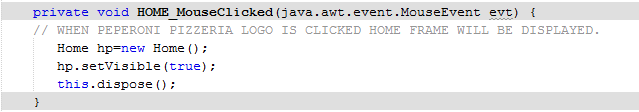 private void HOME_MouseClicked(java.awt.event.MouseEvent evt) {
// WHEN PEPERONI PIZZERIA LOGO IS CLICKED HOME FRAME WILL BE DISPLAYED.
Home hp=new Home();
hp.setVisible(true);
this.dispose();
}